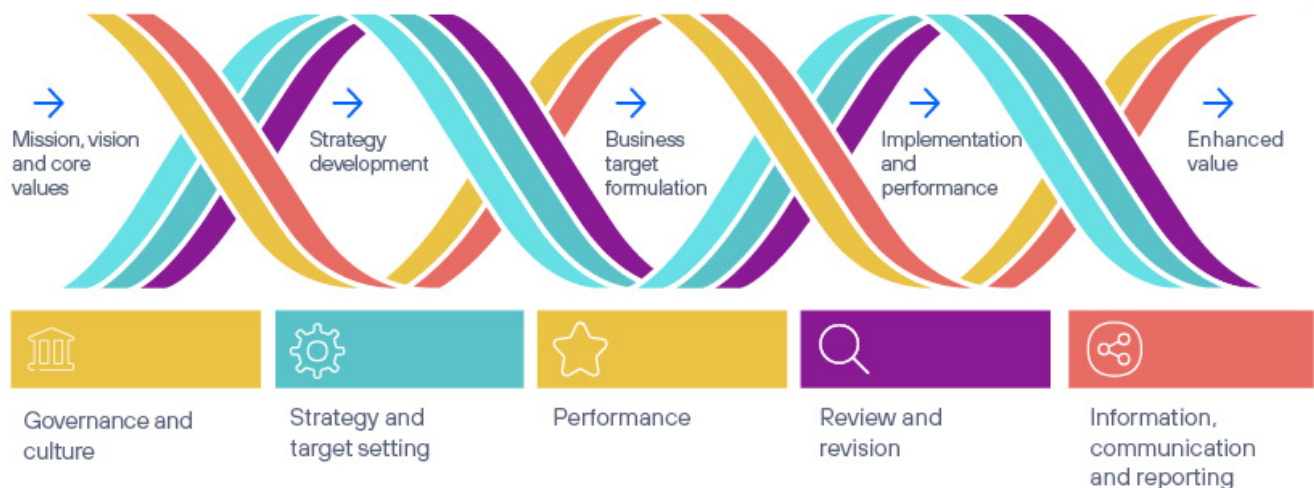 Mission, vision
and core
values
Strategy
development
Business
target
formulation
Implementation
and
performance
Enhanced
value
Governance and
culture
Strategy and
target setting
Performance
Review and
revision
Information,
communication
and reporting